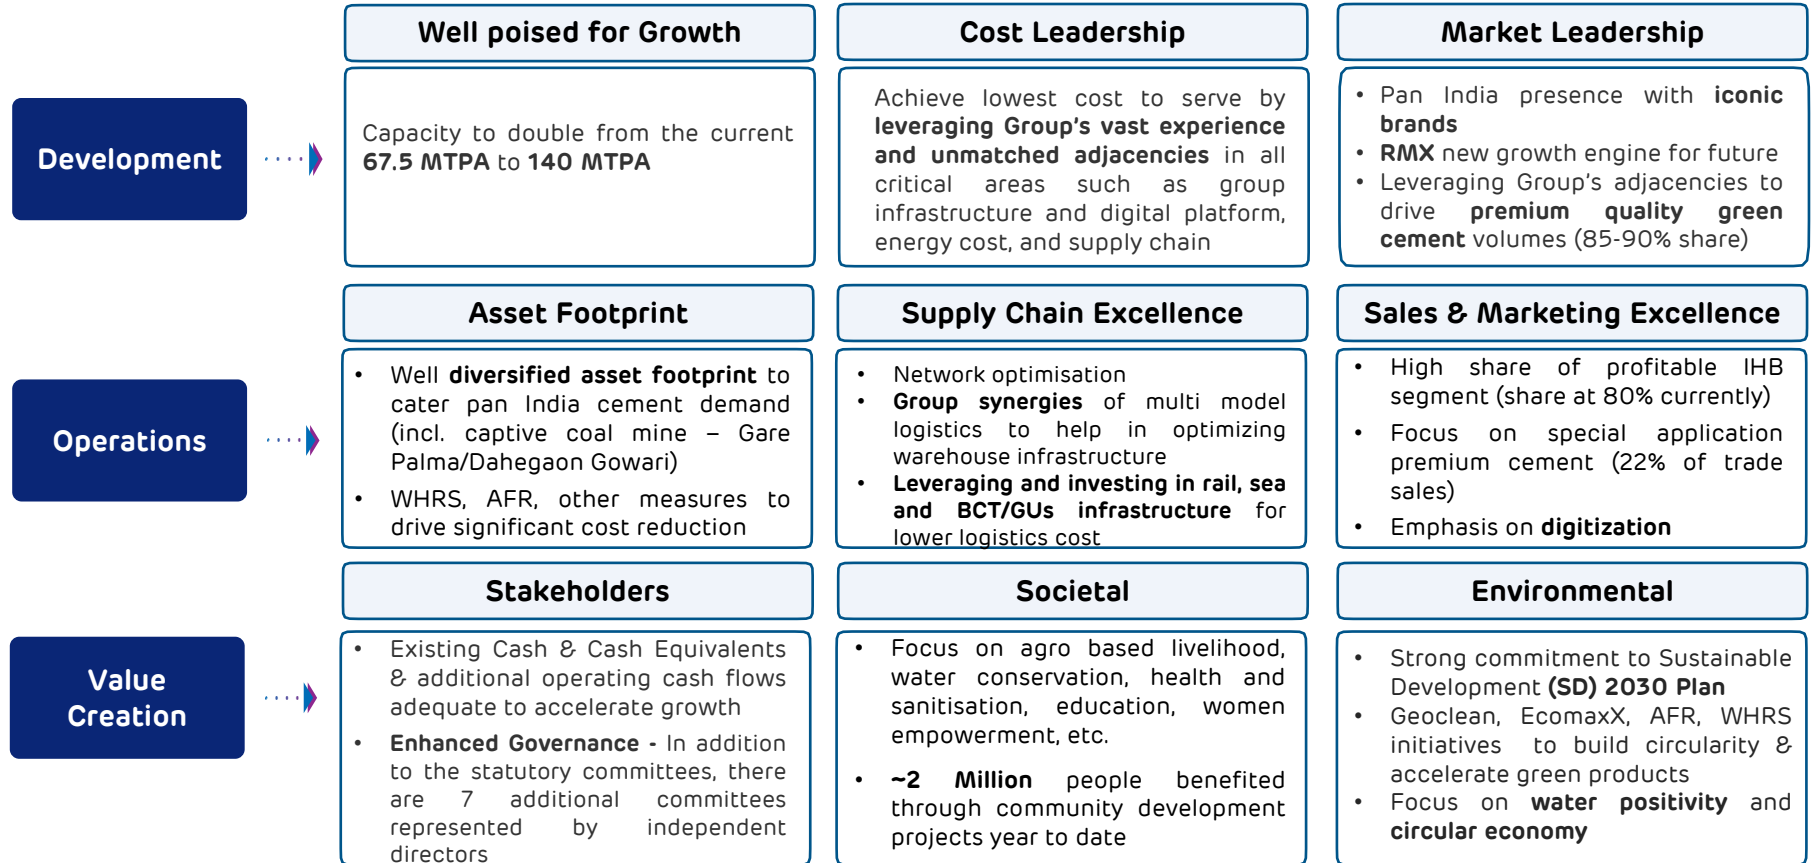 Well poised for Growth
Cost Leadership
Market Leadership
Development
Capacity to double from the current
67.5 MTPA to 140 MTPA
Achieve lowest cost to serve by
leveraging Group's vast experience
and unmatched adjacencies in all
critical areas such as group
infrastructure and digital platform,
energy cost, and supply chain
• Pan India presence with iconic
brands
• RMX new growth engine for future
• Leveraging Group's adjacencies to
drive premium quality green
cement volumes (85-90% share)
Asset Footprint
Supply Chain Excellence
Sales & Marketing Excellence
Operations
• Well diversified asset footprint to
cater pan India cement demand
(incl. captive coal mine – Gare
Palma/Dahegaon Gowari)
• WHRS, AFR, other measures to
drive significant cost reduction
• Network optimisation
• Group synergies of multi model
logistics to help in optimizing
warehouse infrastructure
• Leveraging and investing in rail, sea
and BCT/GUs infrastructure for
lower logistics cost
• High share of profitable IHB
segment (share at 80% currently)
• Focus on special application
premium cement (22% of trade
sales)
• Emphasis on digitization
Stakeholders
Societal
Environmental
Value
Creation
• Existing Cash & Cash Equivalents
& additional operating cash flows
adequate to accelerate growth
• Enhanced Governance - In addition
to the statutory committees, there
are 7 additional committees
represented by independent
directors
• Focus on agro based livelihood,
water conservation, health and
sanitisation, education, women
empowerment, etc.
• ~2 Million people benefited
through community development
projects year to date
• Strong commitment to Sustainable
Development (SD) 2030 Plan
• Geoclean, EcomaxX, AFR, WHRS
initiatives to build circularity &
accelerate green products
• Focus on water positivity and
circular economy